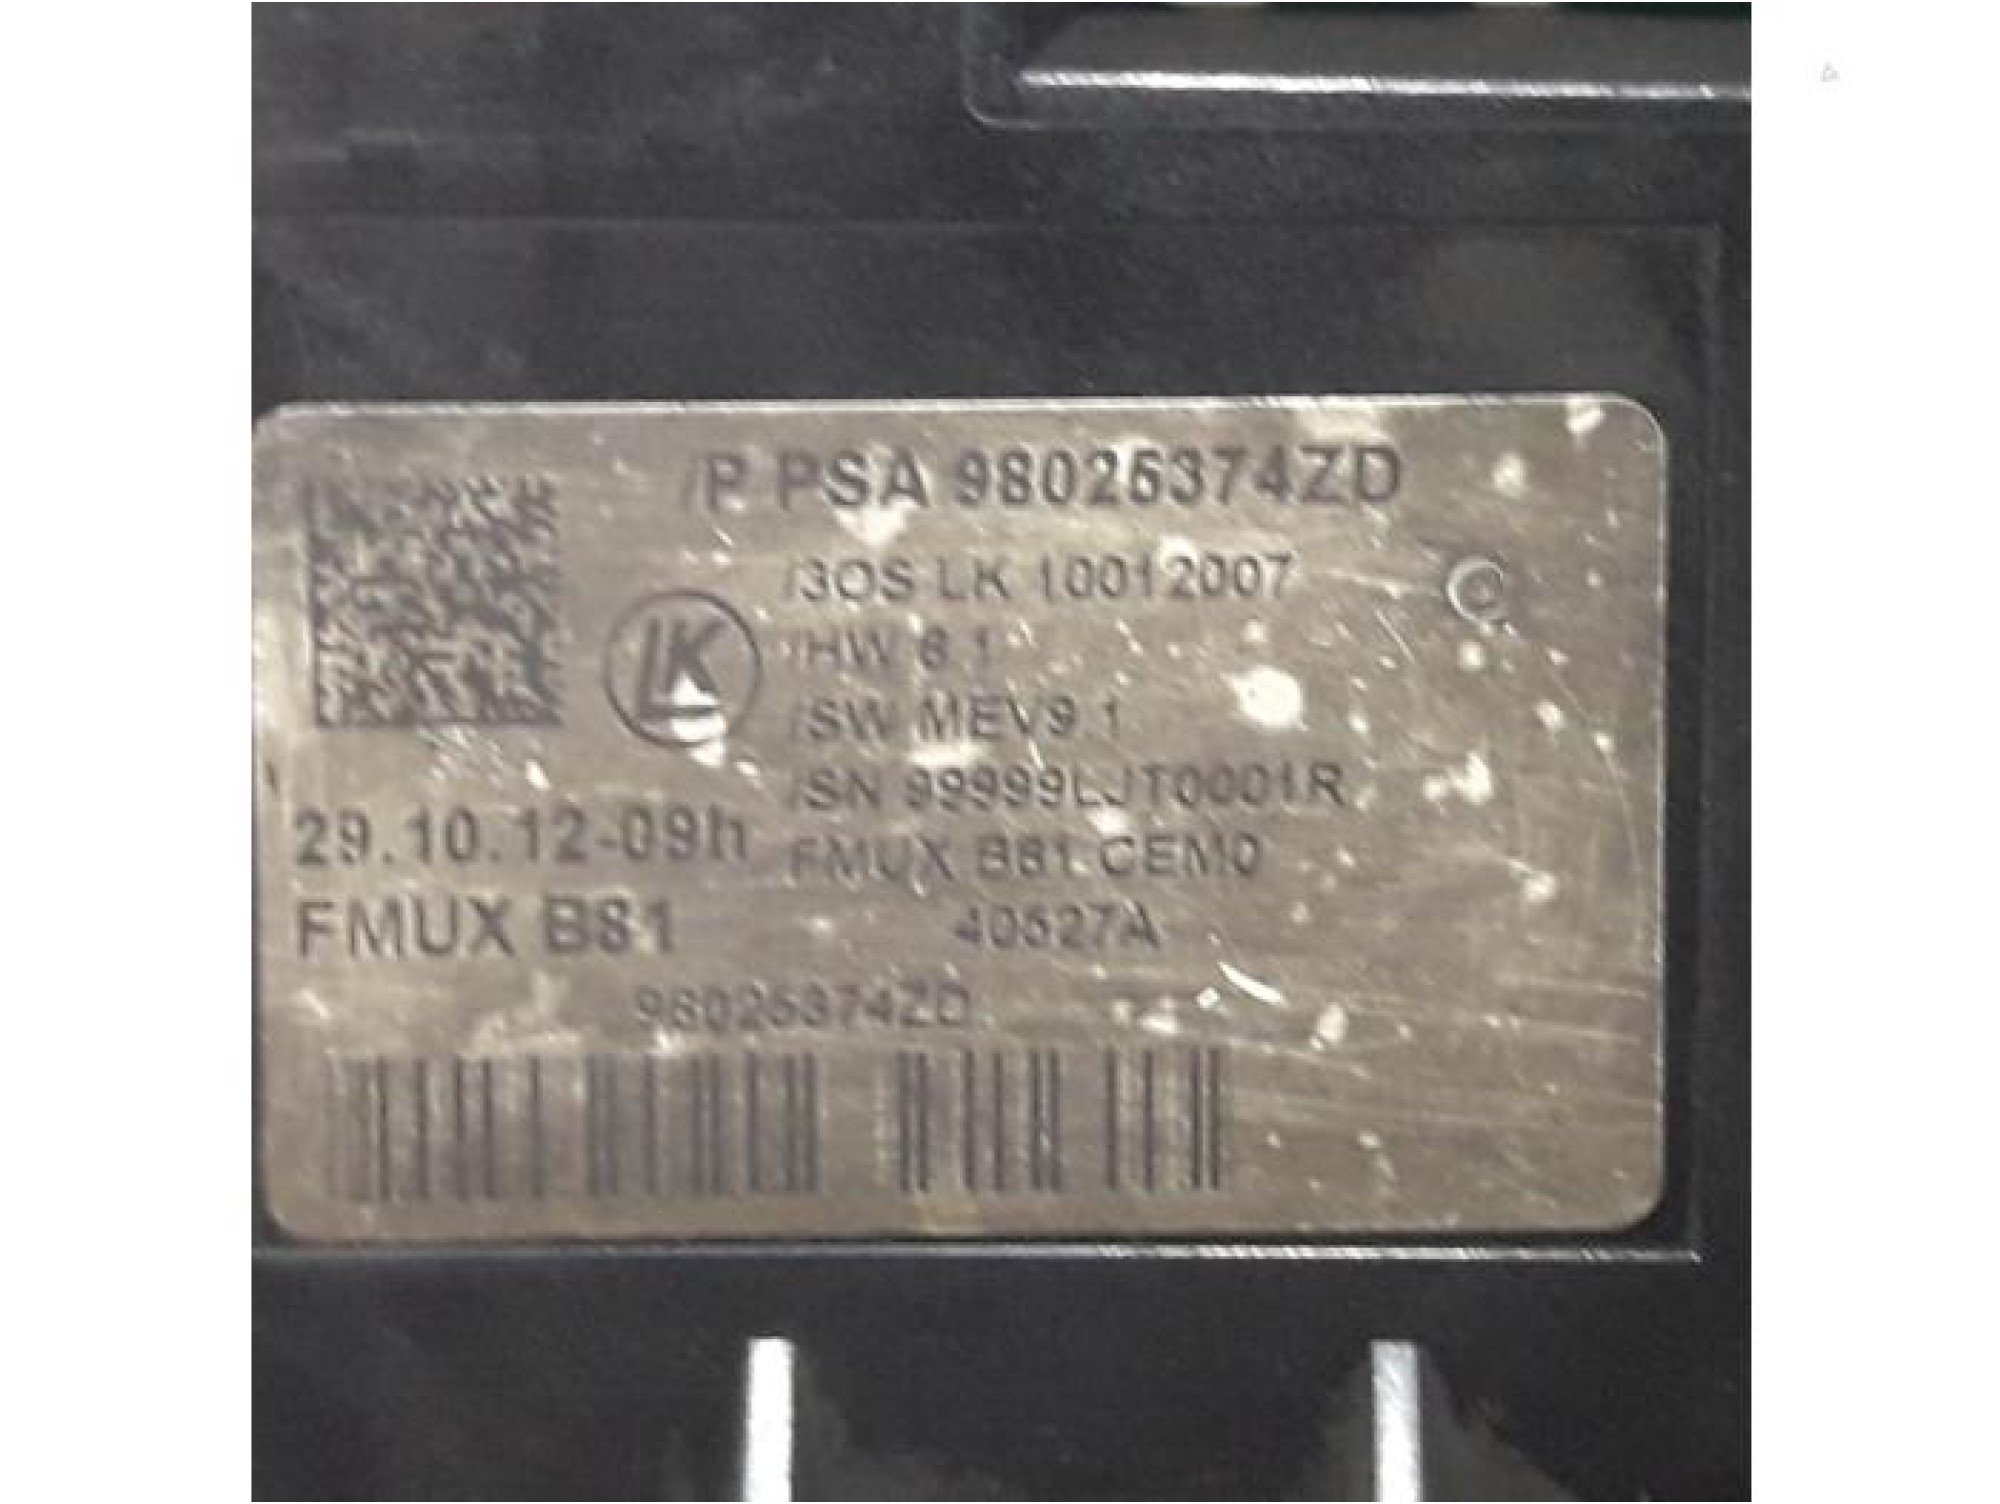 /P PSA 98026374ZD
/3OS LK 10012007
LK
/HW 6.1
/SW MEV9.1
/SN 99999LJT0001R
29.10.12-09h
FMUX B81.CEM0
FMUX B81
40527A
98026374ZD